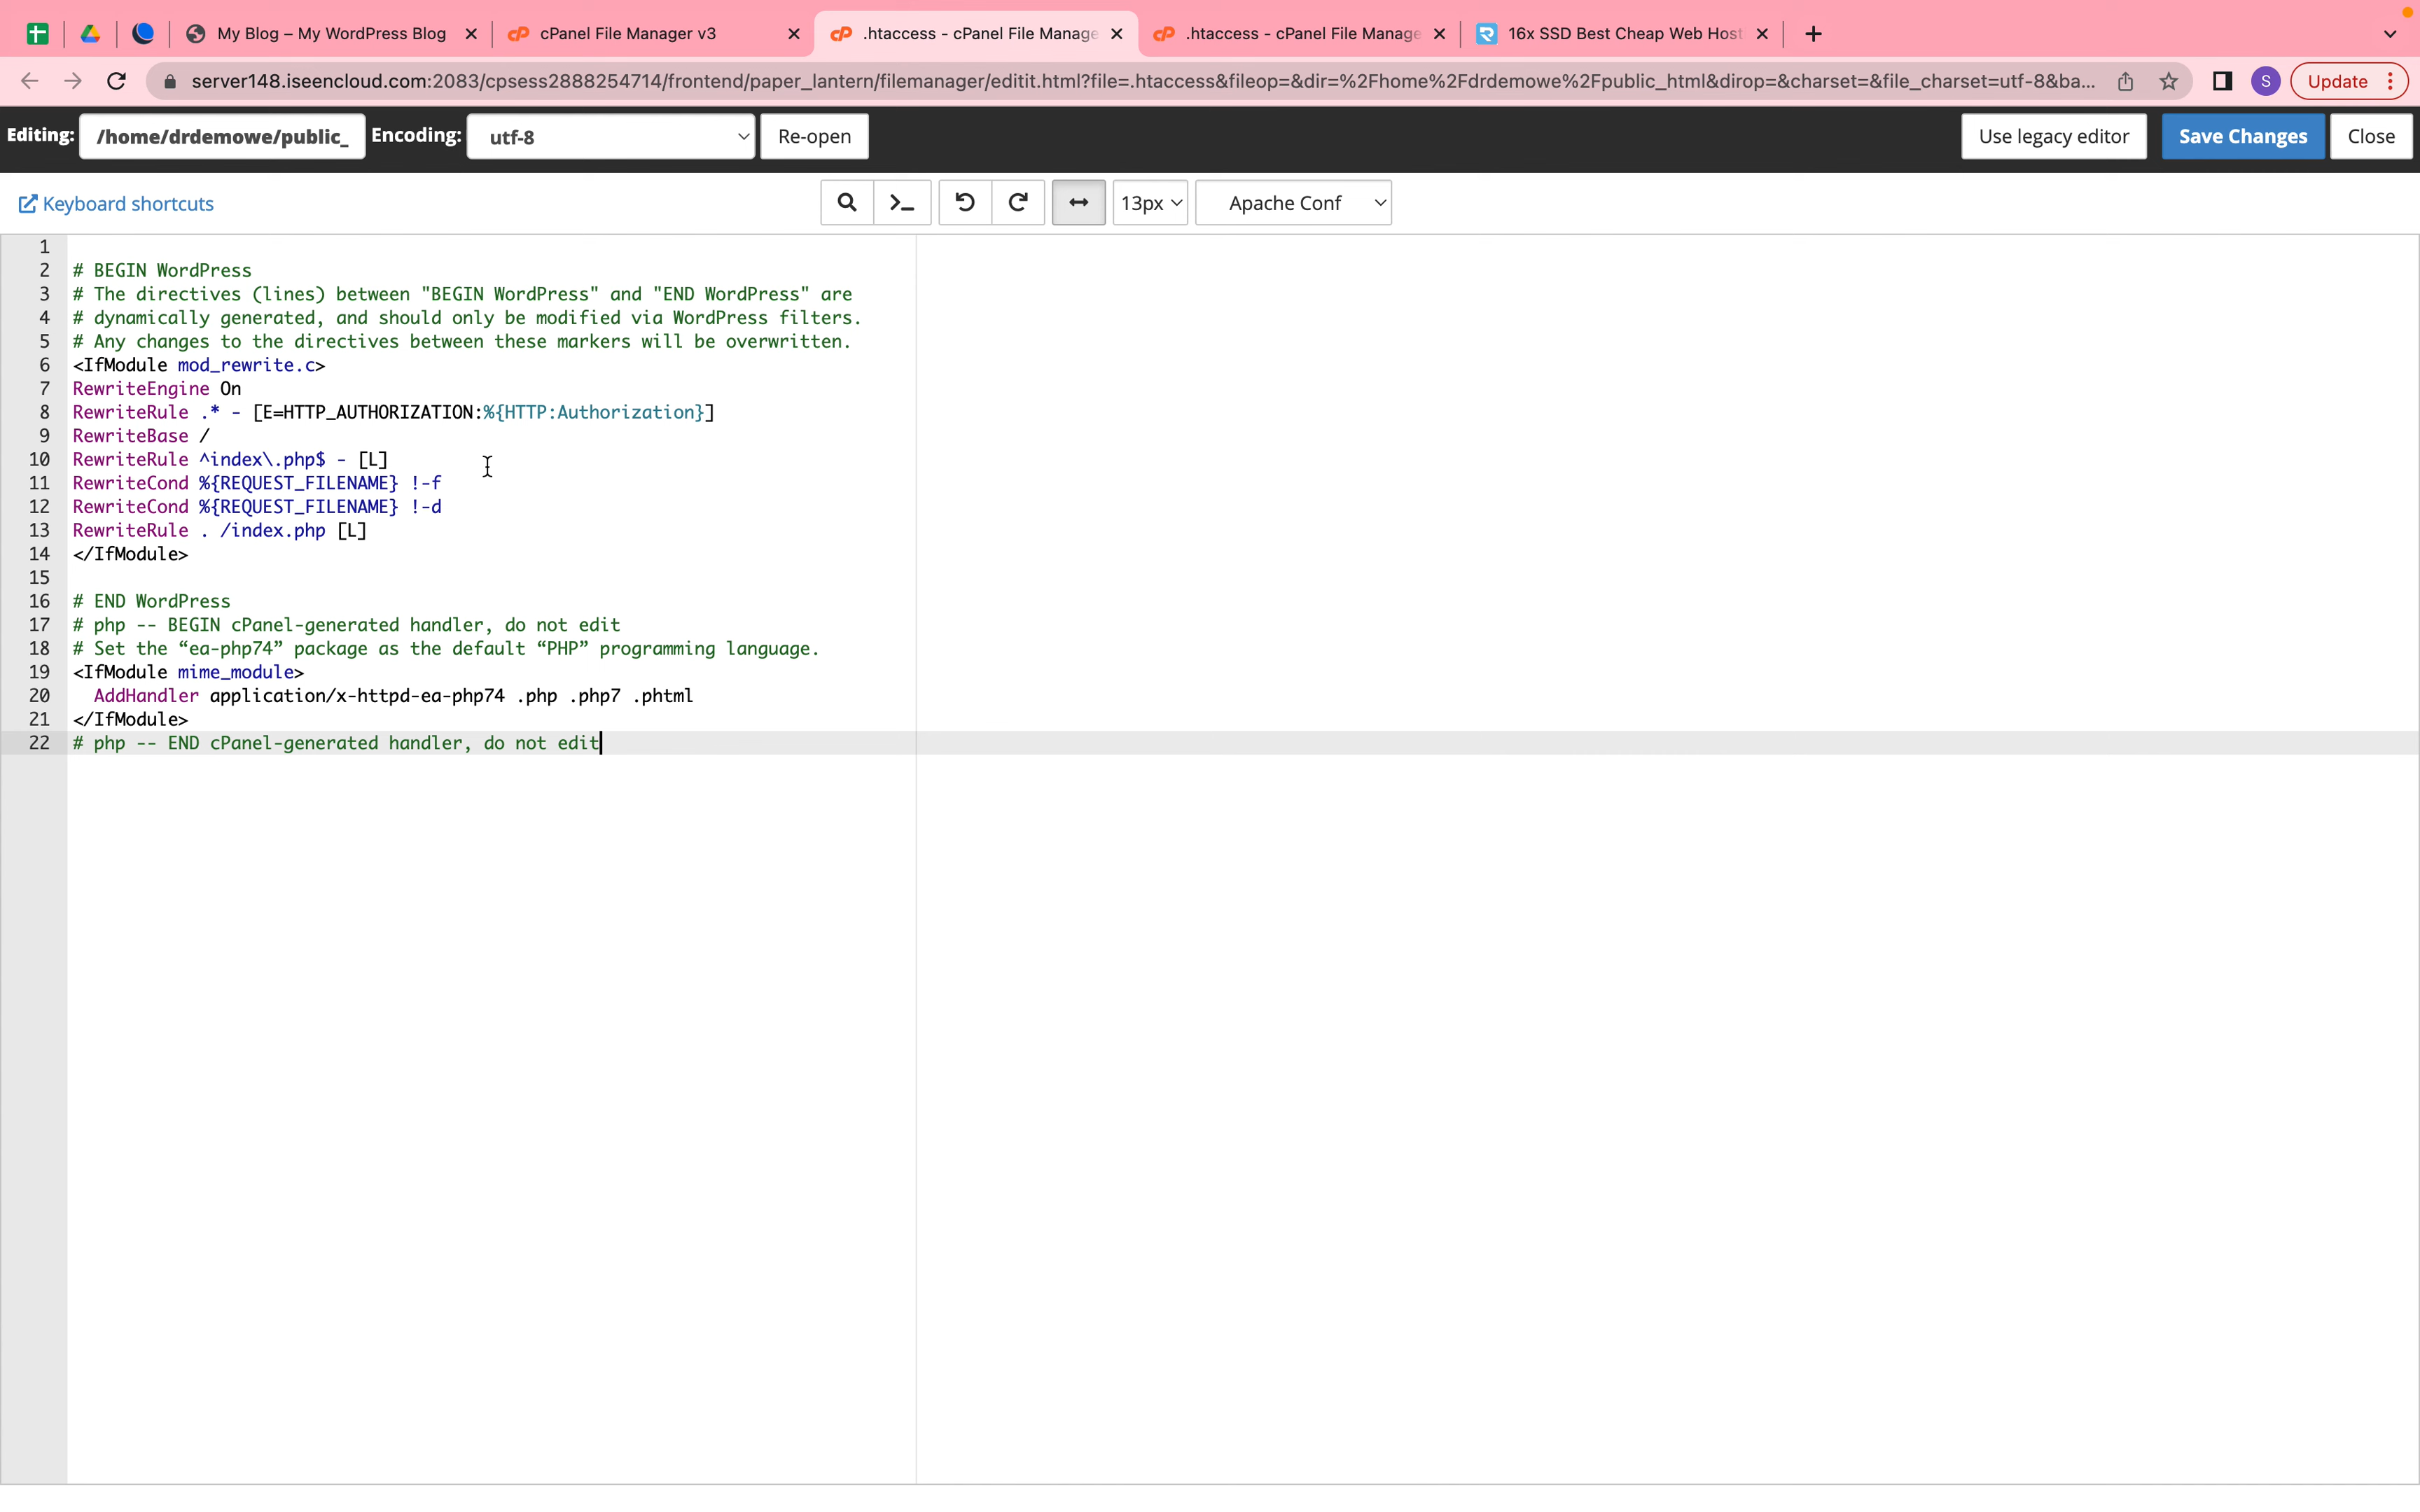 My Blog – My WordPress Blog
cPanel File Manager v3
.htaccess - cPanel File Manage
.htaccess - cPanel File Manage
16x SSD Best Cheap Web Host
server148.iseencloud.com:2083/cpsess2888254714/frontend/paper_lantern/filemanager/editit.html?file=.htaccess&fileop=&dir=%2Fhome%2Fdrdemowe%2Fpublic_html&dirop=&charset=&file_charset=utf-8&ba...
S
Update
Editing: /home/drdemowe/public_ Encoding: utf-8 Re-open Use legacy editor Save Changes Close
Keyboard shortcuts 13px Apache Conf
1
2 # BEGIN WordPress
3 # The directives (lines) between "BEGIN WordPress" and "END WordPress" are
4 # dynamically generated, and should only be modified via WordPress filters.
5 # Any changes to the directives between these markers will be overwritten.
6 <IfModule mod_rewrite.c>
7 RewriteEngine On
8 RewriteRule .* - [E=HTTP_AUTHORIZATION:%{HTTP:Authorization}]
9 RewriteBase /
10 RewriteRule ^index\.php$ - [L]
11 RewriteCond %{REQUEST_FILENAME} !-f
12 RewriteCond %{REQUEST_FILENAME} !-d
13 RewriteRule . /index.php [L]
14 </IfModule>
15
16 # END WordPress
17 # php -- BEGIN cPanel-generated handler, do not edit
18 # Set the “ea-php74” package as the default “PHP” programming language.
19 <IfModule mime_module>
20 AddHandler application/x-httpd-ea-php74 .php .php7 .phtml
21 </IfModule>
22 # php -- END cPanel-generated handler, do not edit